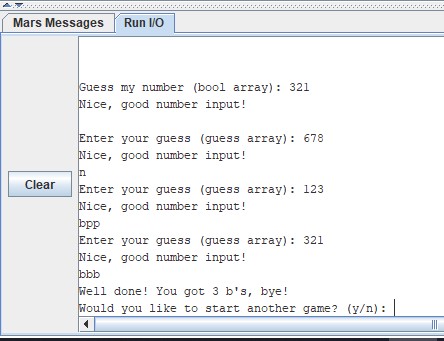 Mars Messages Run I/O
Guess my number (bool array): 321
Nice, good number input!
Enter your guess (guess array): 678
Nice, good number input!
n
Clear
Enter your guess (guess array): 123
Nice, good number input!
bpp
Enter your guess (guess array): 321
Nice, good number input!
bbb
Well done! You got 3 b's, bye!
Would you like to start another game? (y/n):